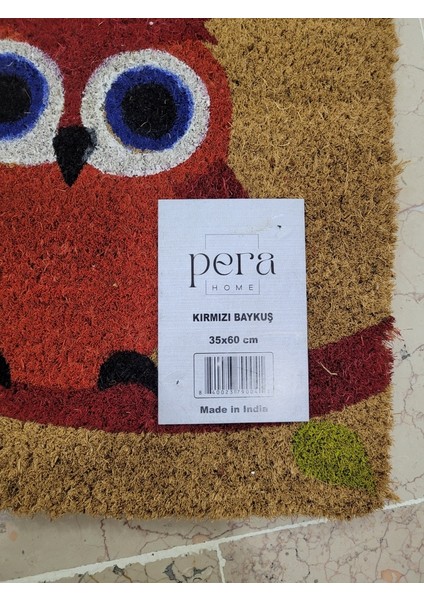 pera
HOME
KIRMIZI BAYKUŞ
35x60 cm
Made in India